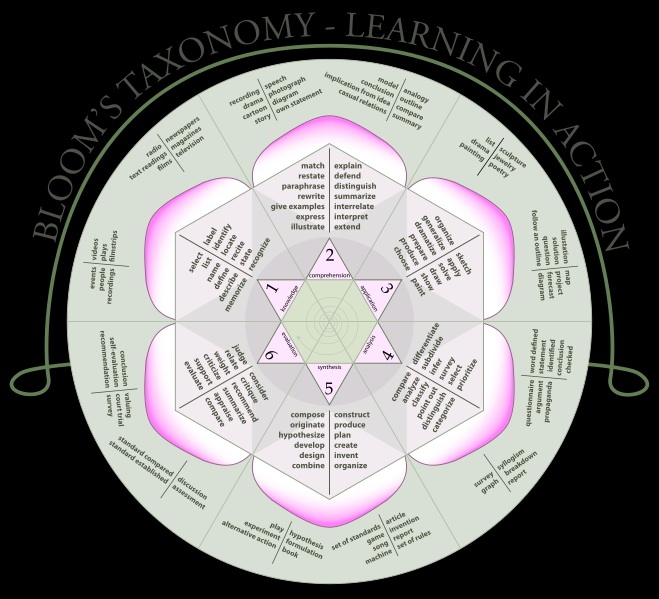 BLOOM'S TAXONOMY - LEARNING IN ACTION
1
knowledge
select
list
name
define
describe
memorize
label
identify
locate
recite
state
recognize
events
people
recordings
videos
plays
filmstrips
radio
text readings
films
newspapers
magazines
television
2
comprehension
match
restate
paraphrase
rewrite
give examples
express
illustrate
explain
defend
distinguish
summarize
interrelate
interpret
extend
recording
drama
cartoon
story
speech
photograph
diagram
own statement
model
conclusion
implication from idea
casual relations
analogy
outline
compare
summary
3
application
organize
generalize
dramatize
prepare
produce
choose
sketch
apply
solve
draw
show
paint
list
drama
painting
sculpture
jewelry
poetry
illustation
solution
question
follow an outline
map
project
forecast
diagram
4
analysis
compare
analyze
classify
point out
distinguish
categorize
differentiate
subdivide
infer
survey
select
prioritize
word defined
statement
identified
conclusion
checked
questionnaire
argument
propaganda
survey
graph
syllogism
breakdown
report
5
synthesis
compose
originate
hypothesize
develop
design
combine
construct
produce
plan
create
invent
organize
set of standards
game
song
machine
article
invention
report
set of rules
play
experiment
alternative action
hypothesis
formulation
book
6
evaluation
judge
relate
weight
criticize
support
evaluate
consider
critique
recommend
summarize
appraise
compare
standard compared
standard established
discussion
assessment
conclusion
self evaluation
recommendation
valuing
court trial
survey